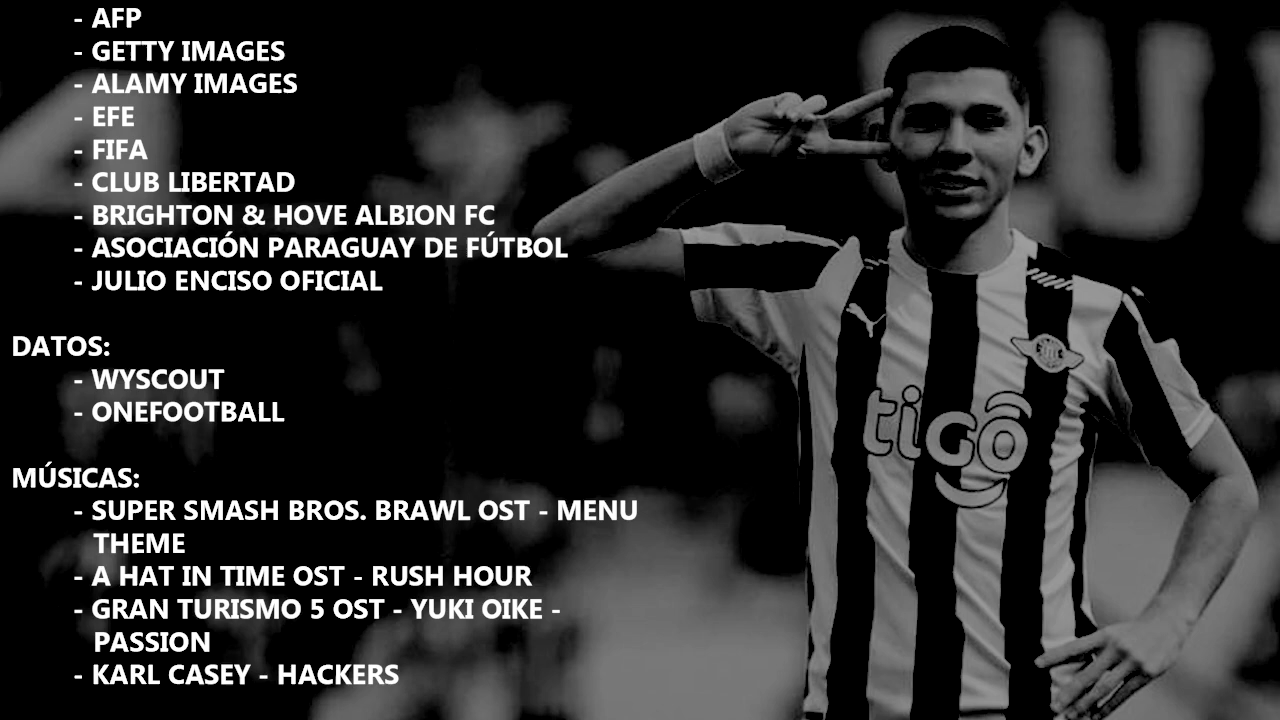 - AFP
- GETTY IMAGES
- ALAMY IMAGES
- EFE
- FIFA
- CLUB LIBERTAD
- BRIGHTON & HOVE ALBION FC
- ASOCIACIÓN PARAGUAY DE FÚTBOL
- JULIO ENCISO OFICIAL
DATOS:
- WYSCOUT
- ONEFOOTBALL
MÚSICAS:
- SUPER SMASH BROS. BRAWL OST - MENU
THEME
- A HAT IN TIME OST - RUSH HOUR
- GRAN TURISMO 5 OST - YUKI OIKE -
PASSION
- KARL CASEY - HACKERS
tigo